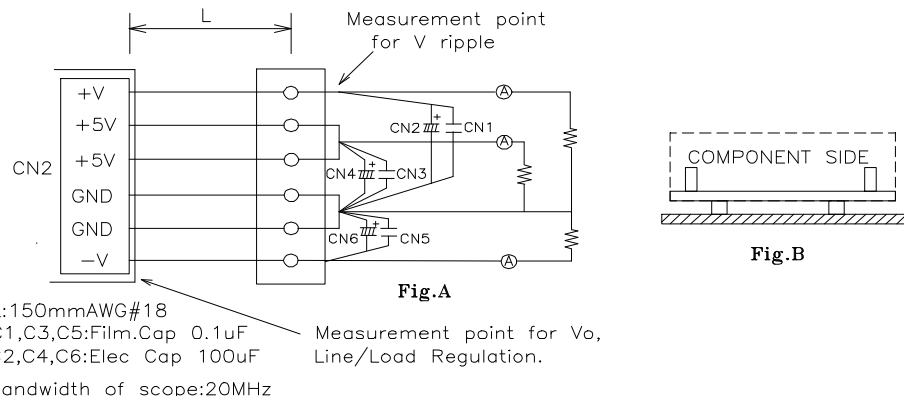 L
Measurement point
for V ripple
+V
+5V
+5V
GND
GND
−V
CN2
A
A
A
CN2 + CN1
CN4 + CN3
CN6 + CN5
Fig.A
COMPONENT SIDE
Fig.B
:150mmAWG#18
C1,C3,C5:Film.Cap 0.1uF
C2,C4,C6:Elec Cap 100uF
andwidth of scope:20MHz
Measurement point for Vo,
Line/Load Regulation.